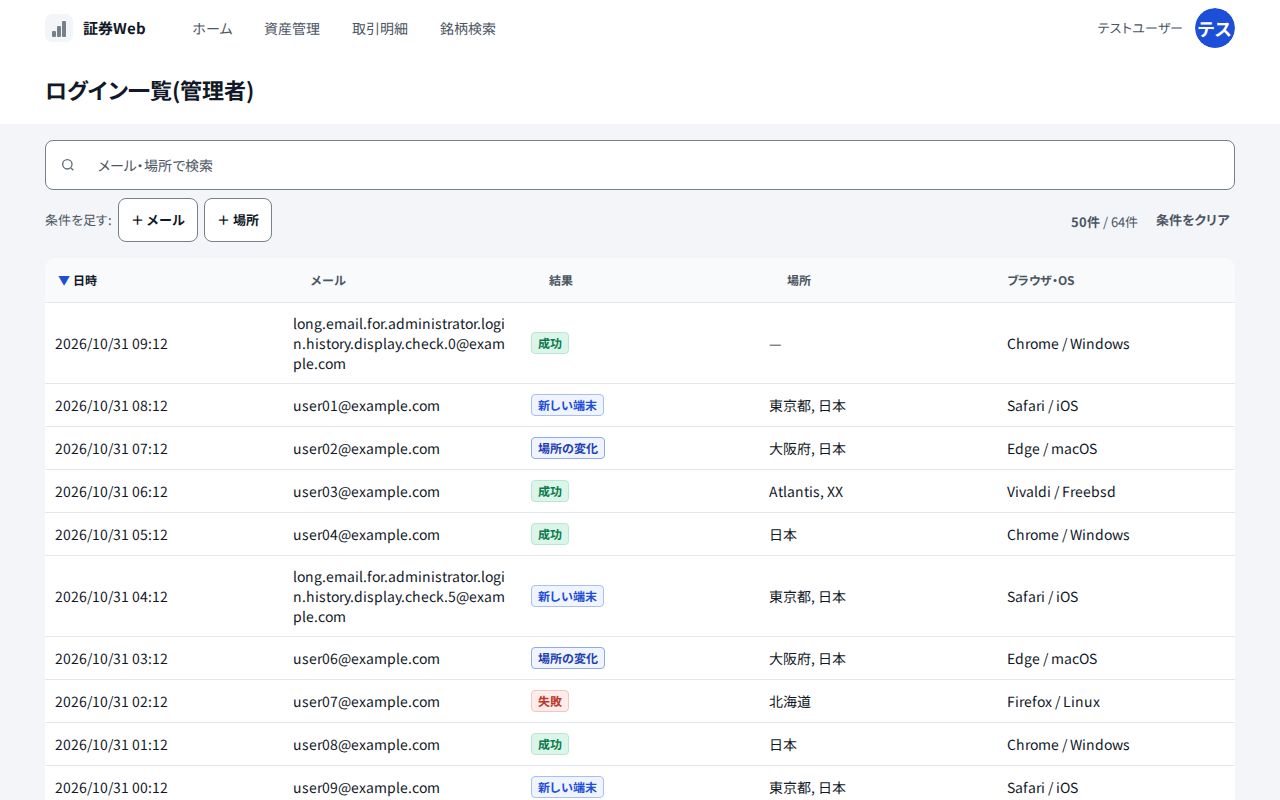 証券Web ホーム 資産管理 取引明細 銘柄検索 テストユーザー テス
ログイン一覧(管理者)
メール・場所で検索
条件を足す: + メール + 場所 50件 / 64件 条件をクリア
▼ 日時 メール 結果 場所 ブラウザ・OS
2026/10/31 09:12 long.email.for.administrator.logi
n.history.display.check.0@exam
ple.com 成功 — Chrome / Windows
2026/10/31 08:12 user01@example.com 新しい端末 東京都, 日本 Safari / iOS
2026/10/31 07:12 user02@example.com 場所の変化 大阪府, 日本 Edge / macOS
2026/10/31 06:12 user03@example.com 成功 Atlantis, XX Vivaldi / Freebsd
2026/10/31 05:12 user04@example.com 成功 日本 Chrome / Windows
2026/10/31 04:12 long.email.for.administrator.logi
n.history.display.check.5@exam
ple.com 新しい端末 東京都, 日本 Safari / iOS
2026/10/31 03:12 user06@example.com 場所の変化 大阪府, 日本 Edge / macOS
2026/10/31 02:12 user07@example.com 失敗 北海道 Firefox / Linux
2026/10/31 01:12 user08@example.com 成功 日本 Chrome / Windows
2026/10/31 00:12 user09@example.com 新しい端末 東京都, 日本 Safari / iOS